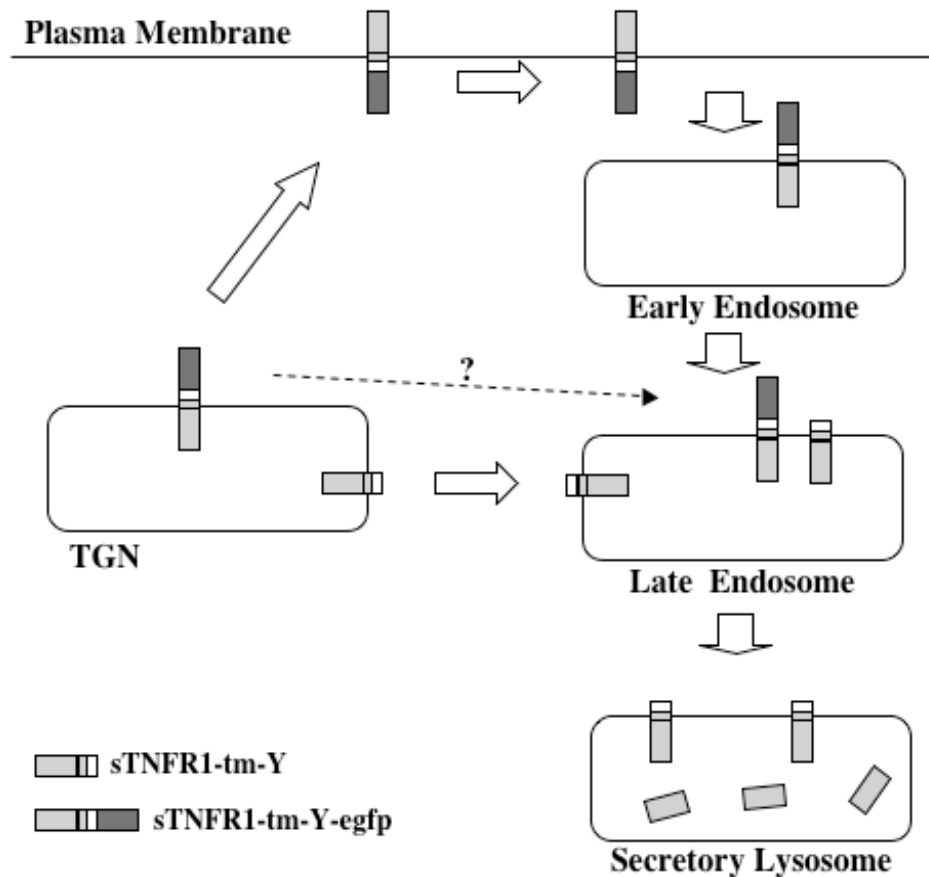 Plasma Membrane
Early Endosome
?
TGN
Late Endosome
sTNFR1-tm-Y
sTNFR1-tm-Y-egfp
Secretory Lysosome